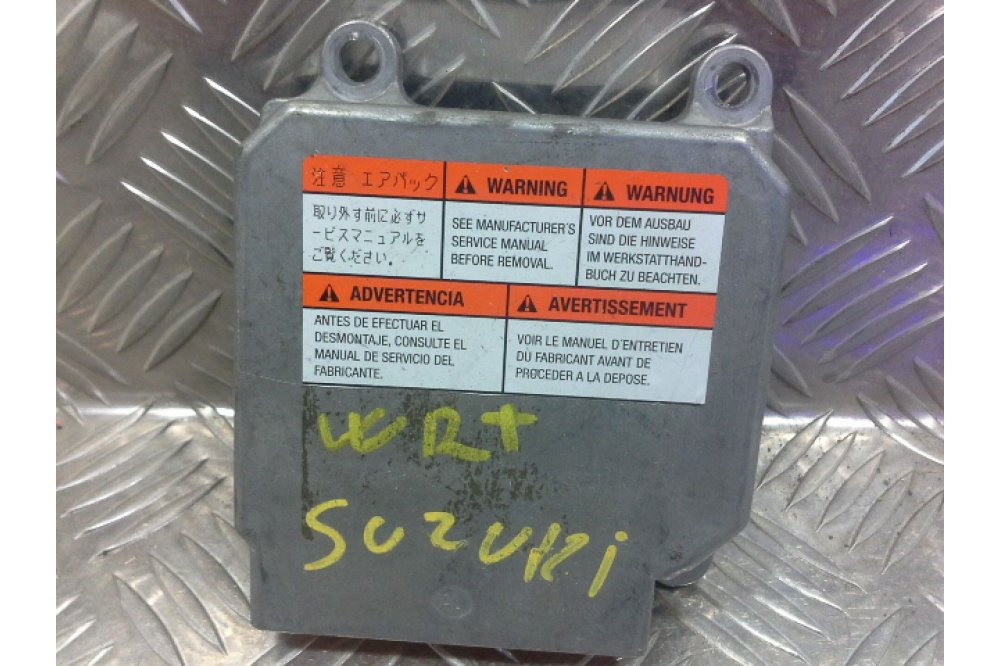 注意 エアバック
取り外す前に必ずサ
ービスマニュアルを
ご覧ください。
WARNING
SEE MANUFACTURER'S
SERVICE MANUAL
BEFORE REMOVAL.
WARNUNG
VOR DEM AUSBAU
SIND DIE HINWEISE
IM WERKSTATTHAND-
BUCH ZU BEACHTEN.
ADVERTENCIA
ANTES DE EFECTUAR EL
DESMONTAJE, CONSULTE EL
MANUAL DE SERVICIO DEL
FABRICANTE.
AVERTISSEMENT
VOIR LE MANUEL D'ENTRETIEN
DU FABRICANT AVANT DE
PROCEDER A LA DEPOSE.
WR+
SUZUKi